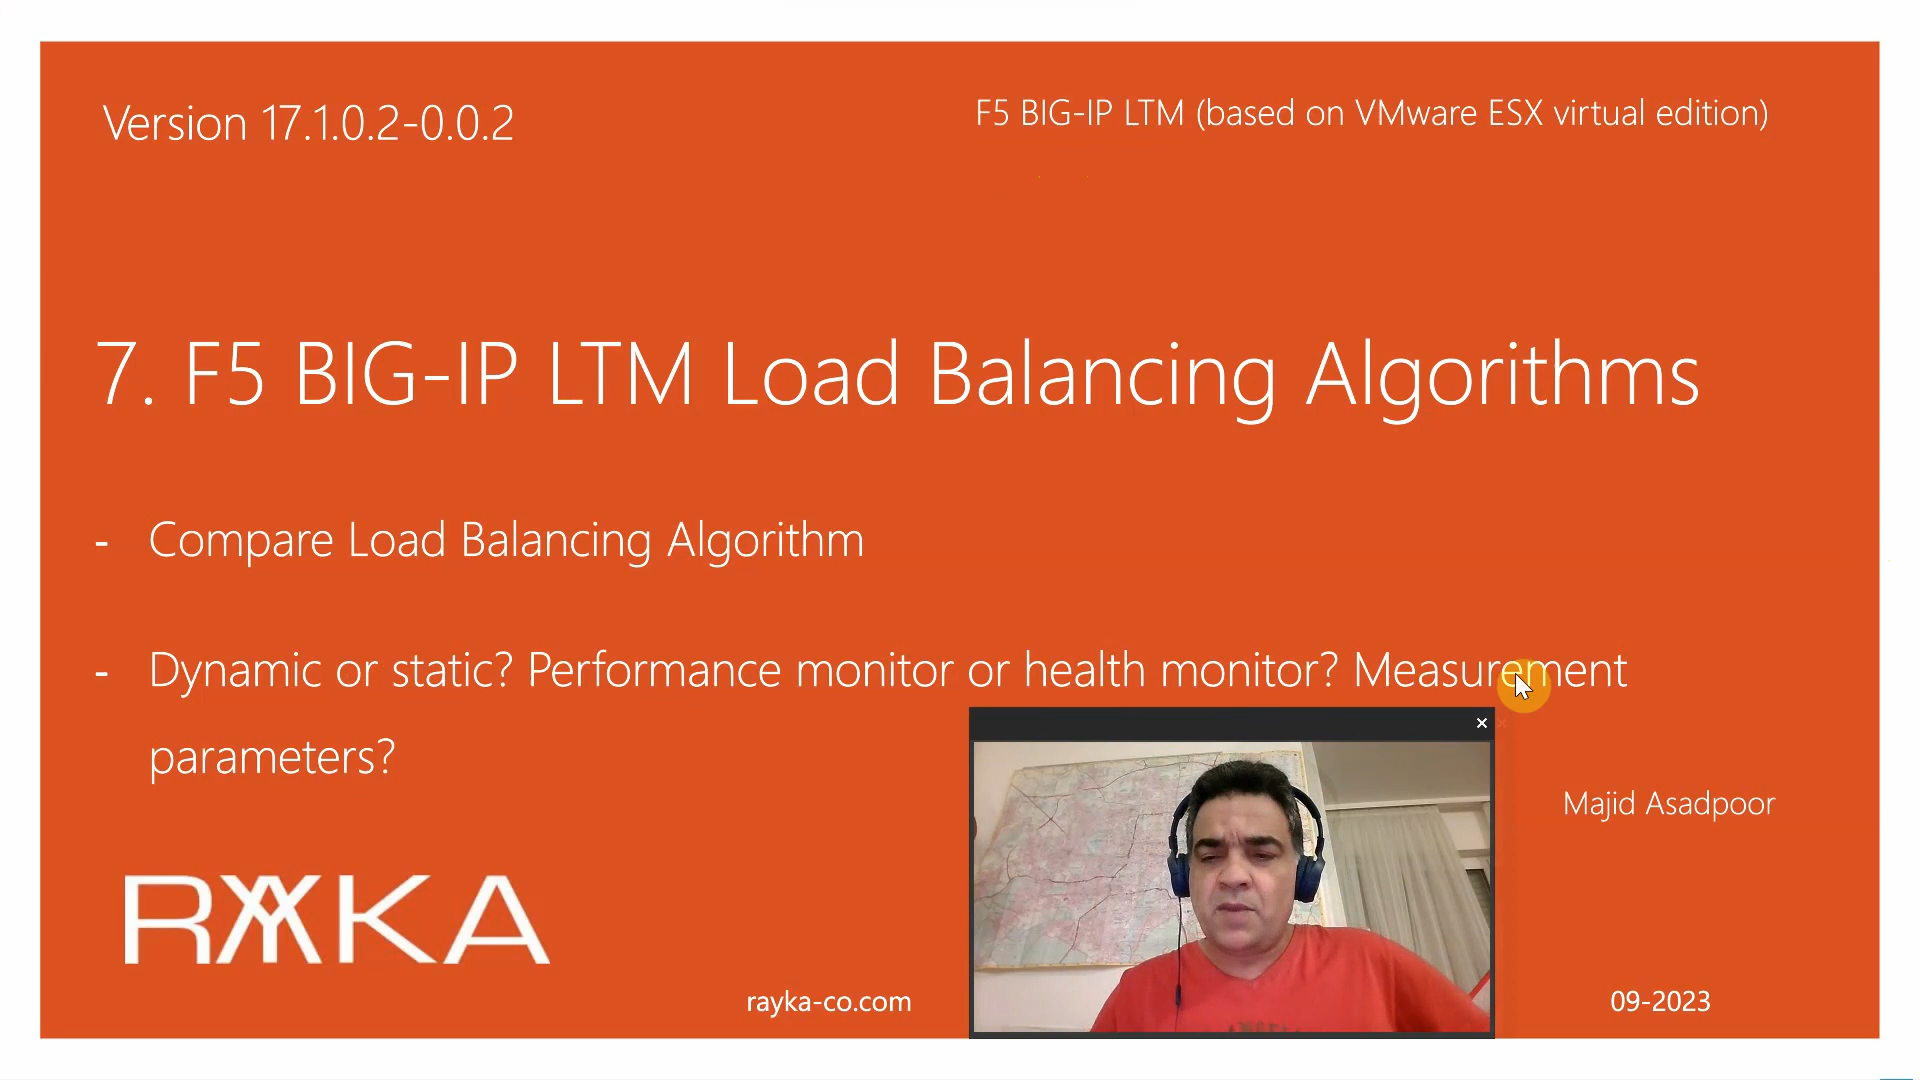 Version 17.1.0.2-0.0.2
F5 BIG-IP LTM (based on VMware ESX virtual edition)
7. F5 BIG-IP LTM Load Balancing Algorithms
- Compare Load Balancing Algorithm
- Dynamic or static? Performance monitor or health monitor? Measurement
parameters?
Majid Asadpoor
RAYKA
rayka-co.com
09-2023